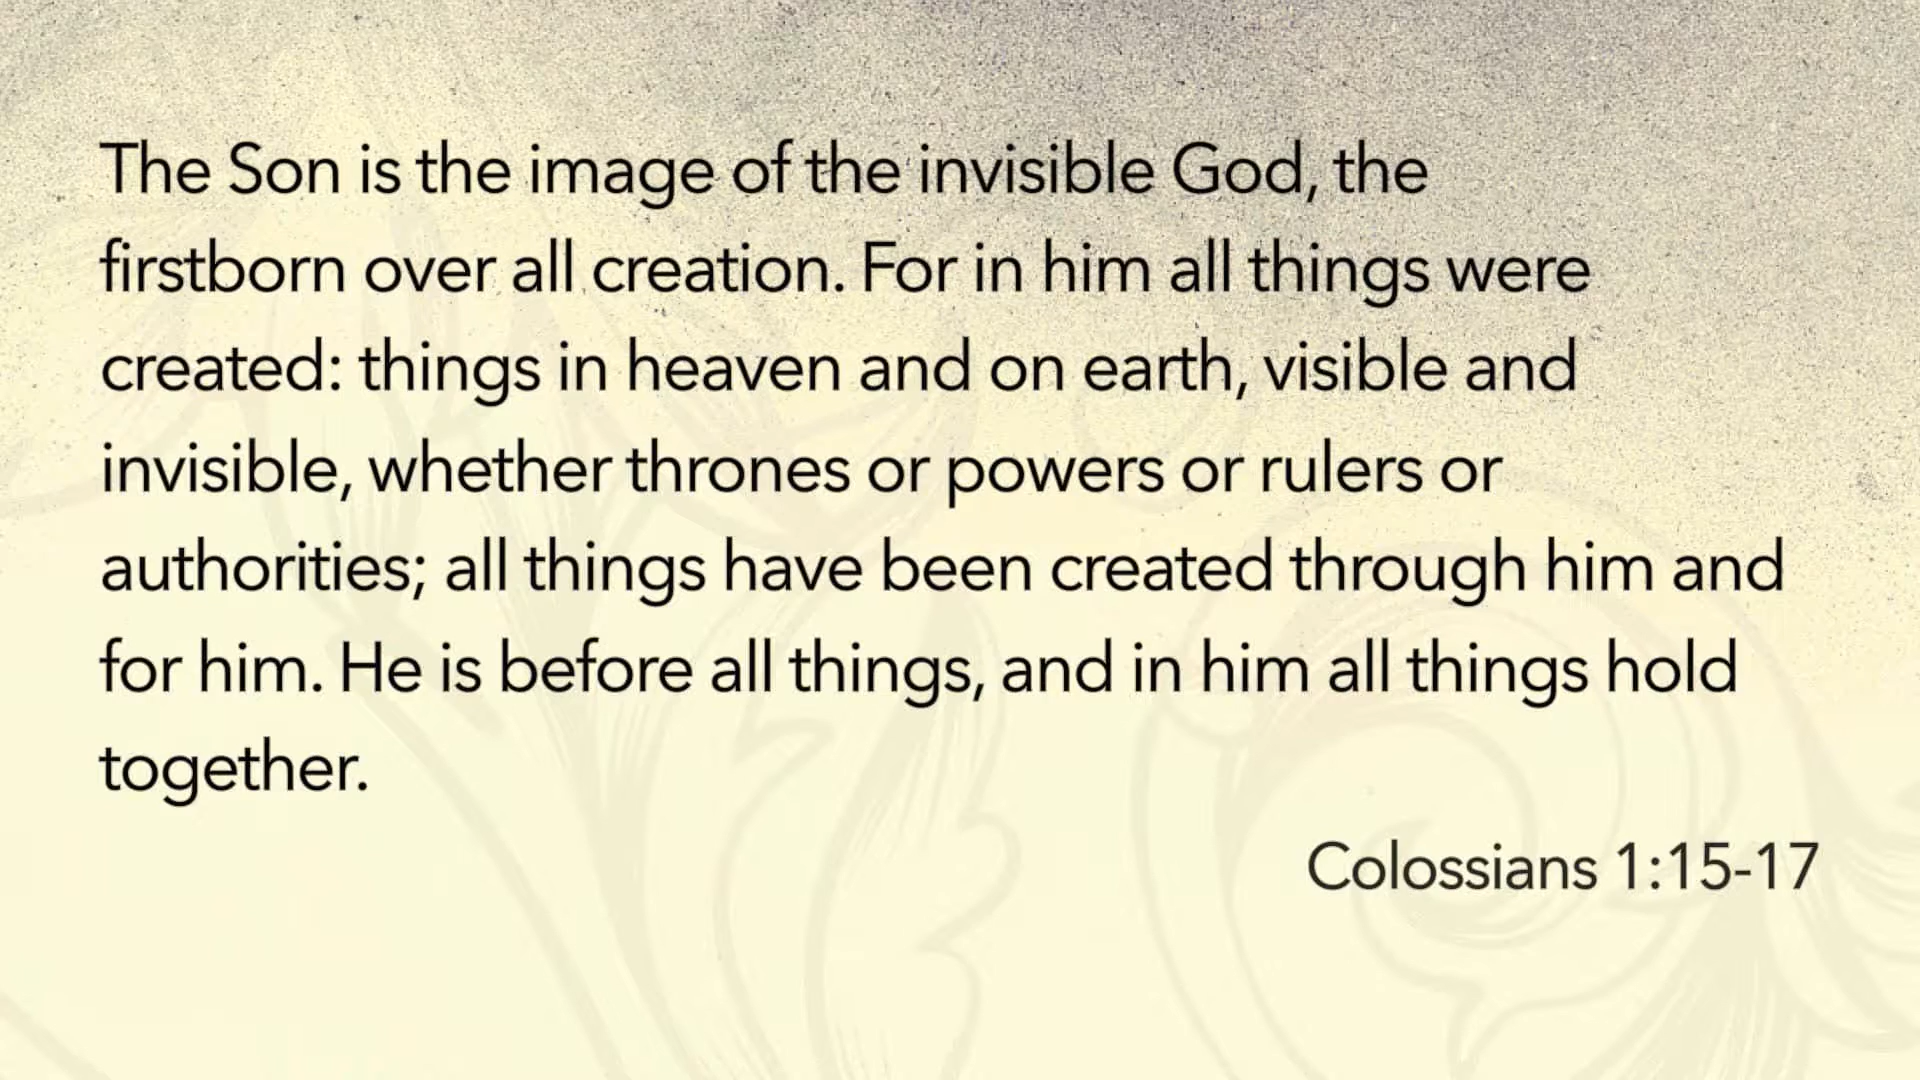 The Son is the image of the invisible God, the
firstborn over all creation. For in him all things were
created: things in heaven and on earth, visible and
invisible, whether thrones or powers or rulers or
authorities; all things have been created through him and
for him. He is before all things, and in him all things hold
together.
Colossians 1:15-17